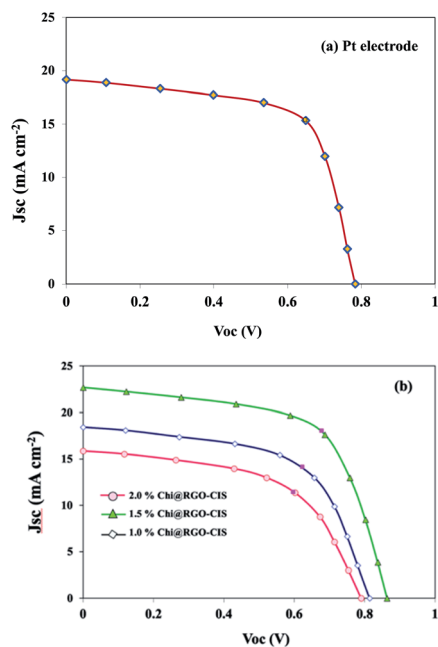 25
(a) Pt electrode
20
15
10
5
0
Jsc (mA cm-2)
0 0.2 0.4 0.6 0.8 1
Voc (V)
25
(b)
20
15
10
5
0
Jsc (mA cm-2)
2.0 % Chi@RGO-CIS
1.5 % Chi@RGO-CIS
1.0 % Chi@RGO-CIS
0 0.2 0.4 0.6 0.8 1
Voc (V)